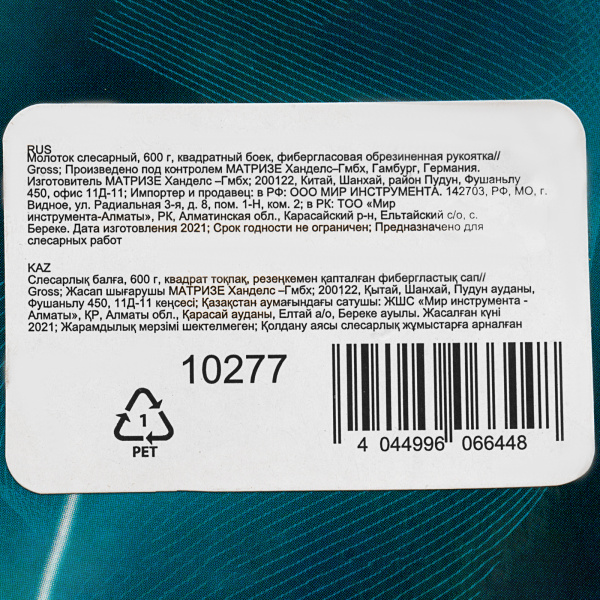 RUS
Молоток слесарный, 600 г, квадратный боек, фибергласовая обрезиненная рукоятка//
Gross; Произведено под контролем МАТРИЗЕ Ханделс–Гмбх, Гамбург, Германия.
Изготовитель МАТРИЗЕ Ханделс –Гмбх; 200122, Китай, Шанхай, район Пудун, Фушаньлу
450, офис 11Д-11; Импортер и продавец: в РФ: ООО МИР ИНСТРУМЕНТА. 142703, РФ, МО, г.
Видное, ул. Радиальная 3-я, д. 8, пом. 1-Н, ком. 2; в РК: ТОО «Мир
инструмента-Алматы», РК, Алматинская обл., Карасайский р-н, Ельтайский с/о, с.
Береке. Дата изготовления 2021; Срок годности не ограничен; Предназначено для
слесарных работ
KAZ
Слесарлық балға, 600 г, квадрат тоқпақ, резеңкемен қапталған фибергластық сап//
Gross; Жасап шығарушы МАТРИЗЕ Ханделс –Гмбх; 200122, Қытай, Шанхай, Пудун ауданы,
Фушаньлу 450, 11Д-11 кеңсесі; Қазақстан аумағындағы сатушы: ЖШС «Мир инструмента -
Алматы», ҚР, Алматы обл., Қарасай ауданы, Елтай а/о, Береке ауылы. Жасалған күні
2021; Жарамдылық мерзімі шектелмеген; Қолдану аясы слесарлық жұмыстарға арналған
10277
1
PET
4 044996 066448